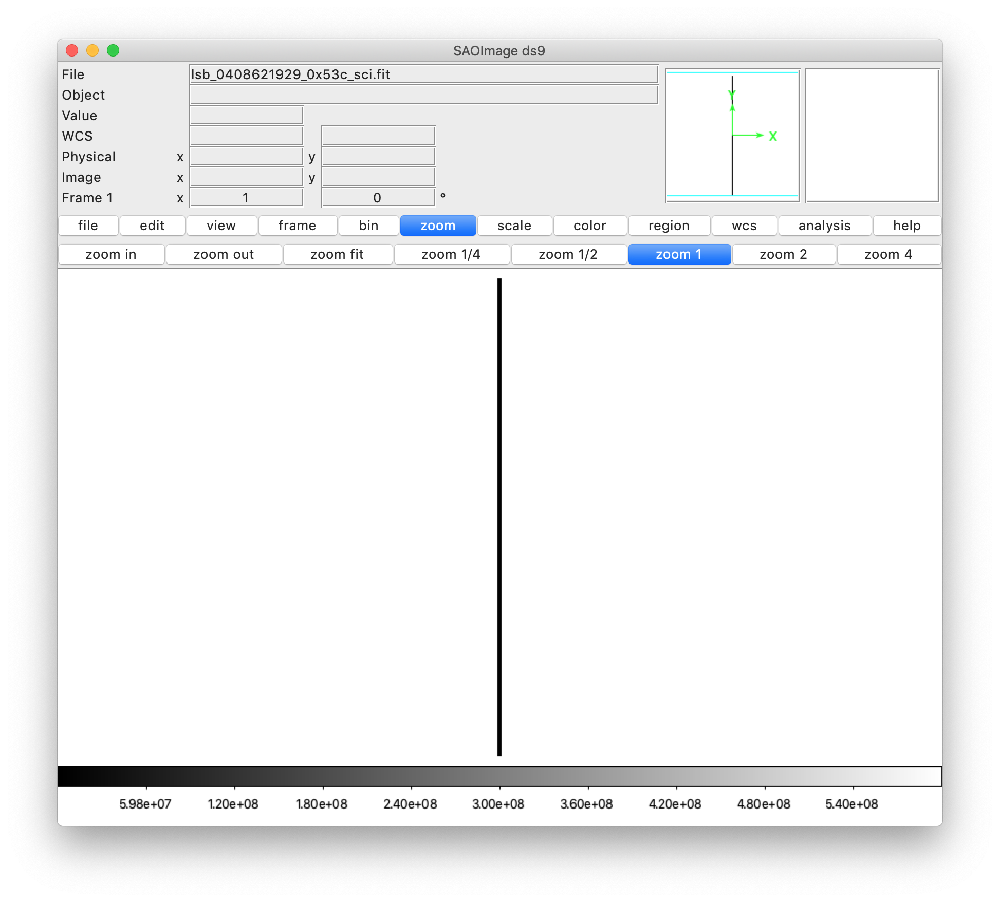 SAOImage ds9
File lsb_0408621929_0x53c_sci.fit
Object
Value
WCS
Physical x y
Image x y
Frame 1 x 1 0 °
Y
X
file edit view frame bin zoom scale color region wcs analysis help
zoom in zoom out zoom fit zoom 1/4 zoom 1/2 zoom 1 zoom 2 zoom 4
5.98e+07 1.20e+08 1.80e+08 2.40e+08 3.00e+08 3.60e+08 4.20e+08 4.80e+08 5.40e+08